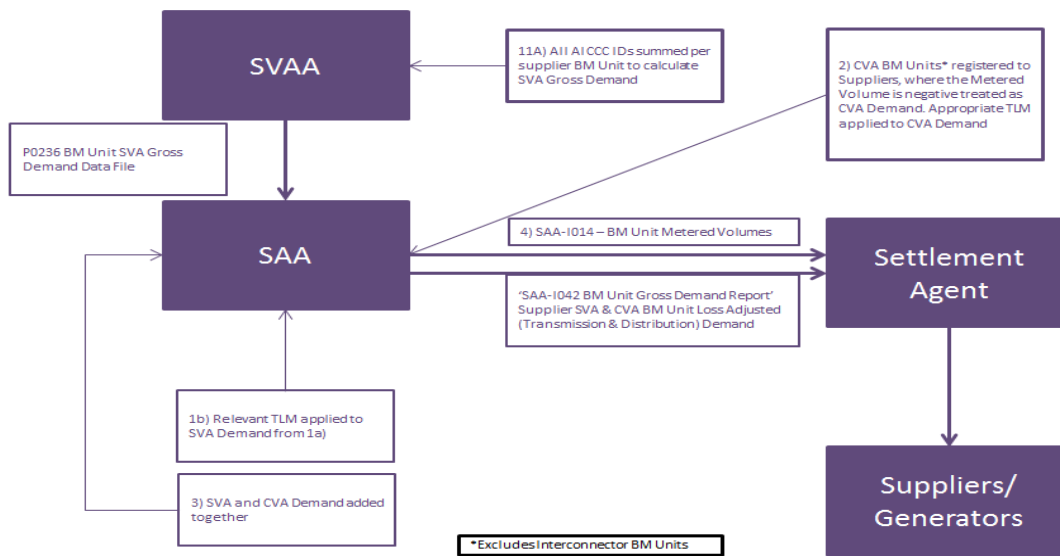 SVAA
11A) All AI CCC IDs summed per
supplier BM Unit to calculate
SVA Gross Demand
2) CVA BM Units* registered to
Suppliers, where the Metered
Volume is negative treated as
CVA Demand. Appropriate TLM
applied to CVA Demand
P0236 BM Unit SVA Gross
Demand Data File
SAA
4) SAA-I014 – BM Unit Metered Volumes
'SAA-I042 BM Unit Gross Demand Report'
Supplier SVA & CVA BM Unit Loss Adjusted
(Transmission & Distribution) Demand
Settlement
Agent
1b) Relevant TLM applied to
SVA Demand from 1a)
3) SVA and CVA Demand added
together
Suppliers/
Generators
*Excludes Interconnector BM Units